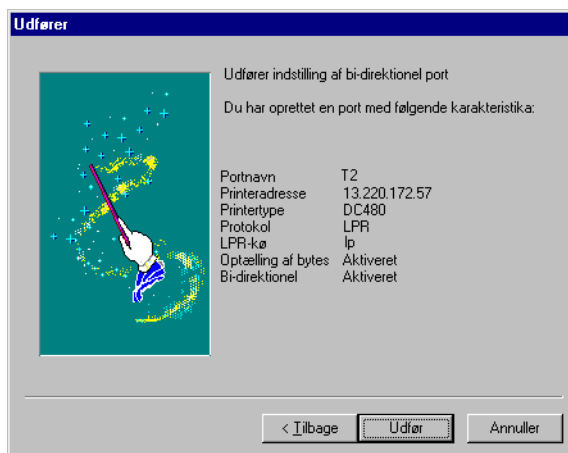 Udfører
Udfører indstilling af bi-direktionel port
Du har oprettet en port med følgende karakteristika:
Portnavn T2
Printeradresse 13.220.172.57
Printertype DC480
Protokol LPR
LPR-kø lp
Optælling af bytes Aktiveret
Bi-direktionel Aktiveret
< Tilbage Udfør Annuller